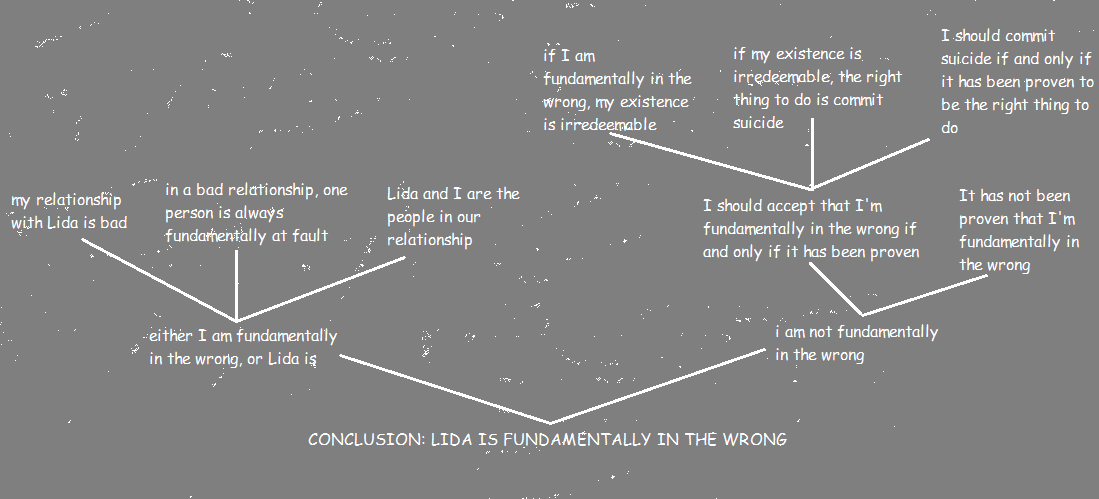 if I am
fundamentally in the
wrong, my existence
is irredeemable
if my existence is
irredeemable, the right
thing to do is commit
suicide
I should commit
suicide if and only if
it has been proven to
be the right thing to
do
my relationship
with Lida is bad
in a bad relationship, one
person is always
fundamentally at fault
Lida and I are the
people in our
relationship
I should accept that I'm
fundamentally in the wrong if
and only if it has been proven
It has not been
proven that I'm
fundamentally in
the wrong
either I am fundamentally
in the wrong, or Lida is
i am not fundamentally
in the wrong
CONCLUSION: LIDA IS FUNDAMENTALLY IN THE WRONG